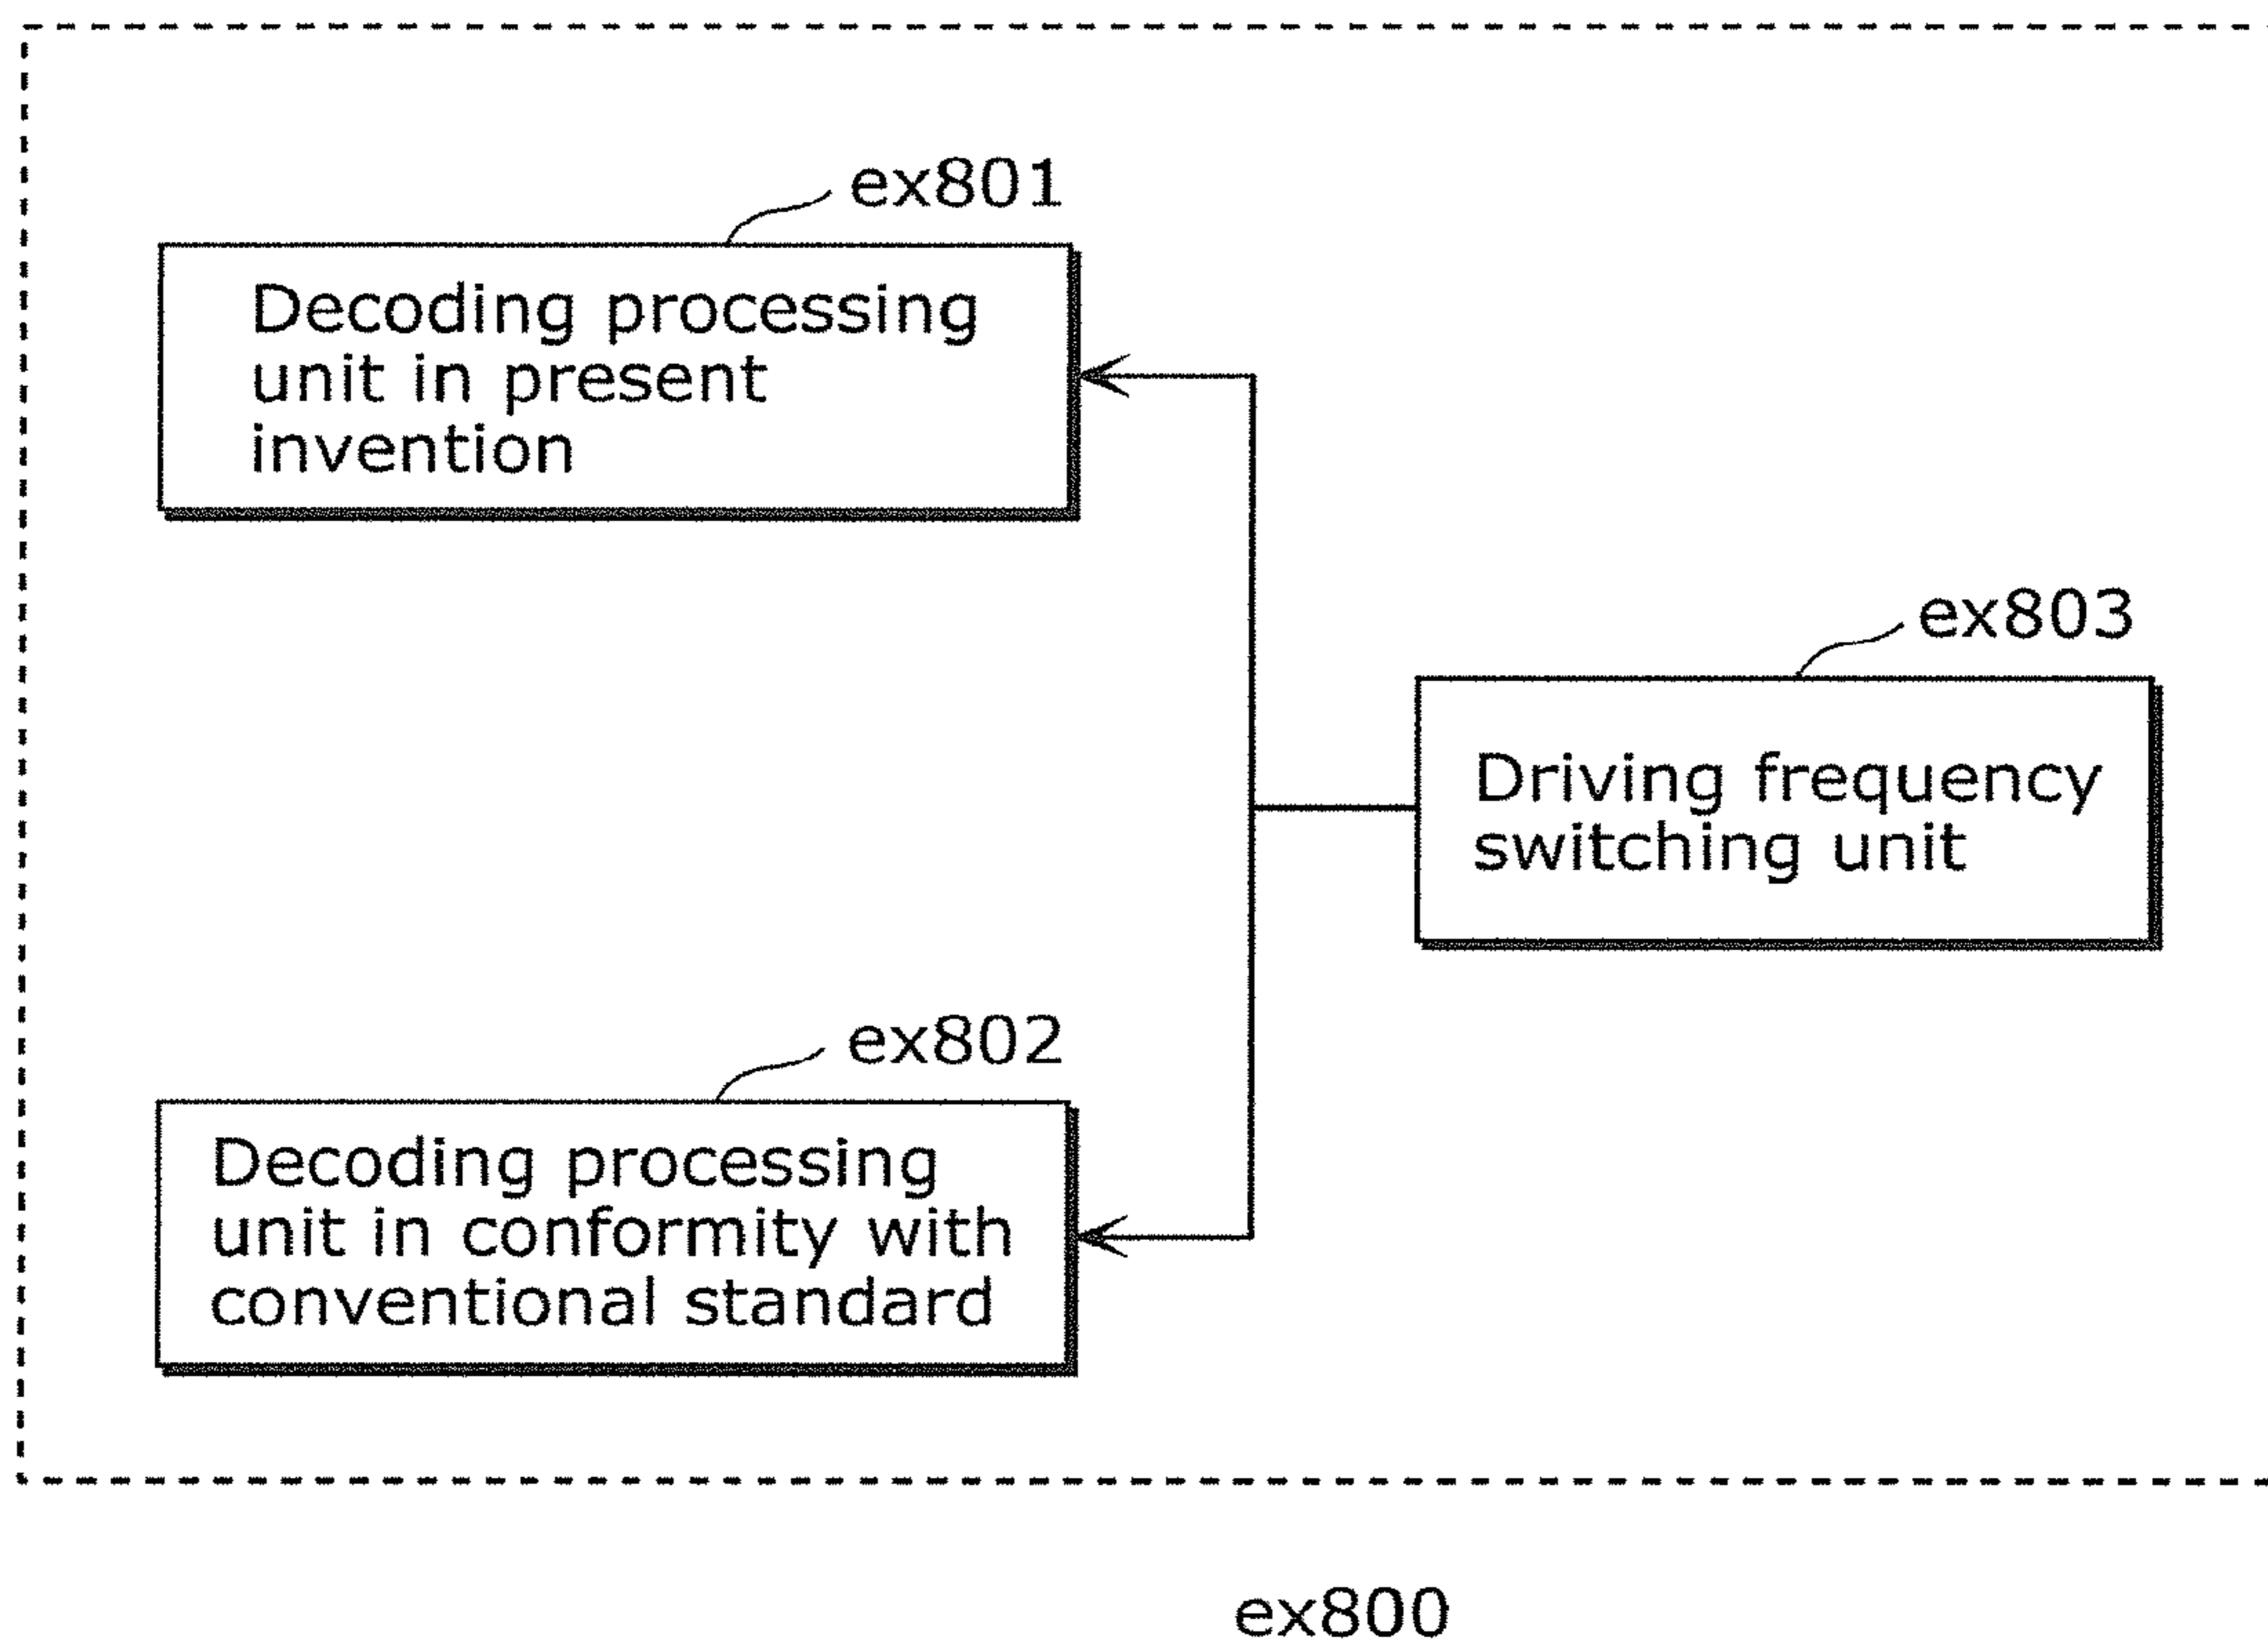 ex801
Decoding processing
unit in present
invention
ex803
Driving frequency
switching unit
ex802
Decoding processing
unit in conformity with
conventional standard
ex800